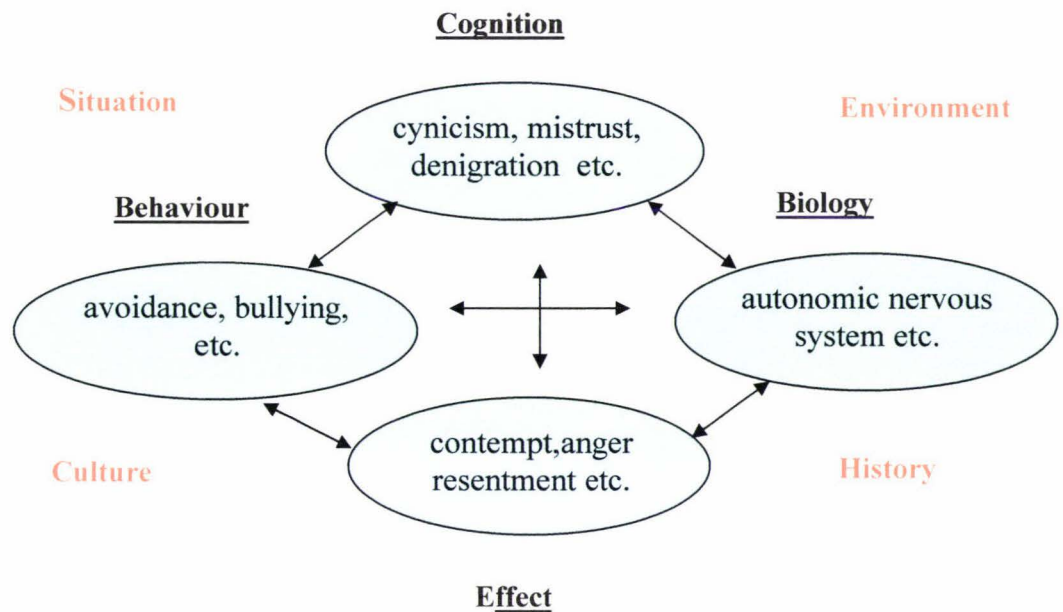 Cognition
Situation
Environment
cynicism, mistrust,
denigration etc.
Behaviour
Biology
avoidance, bullying,
etc.
autonomic nervous
system etc.
contempt,anger
resentment etc.
Culture
History
Effect